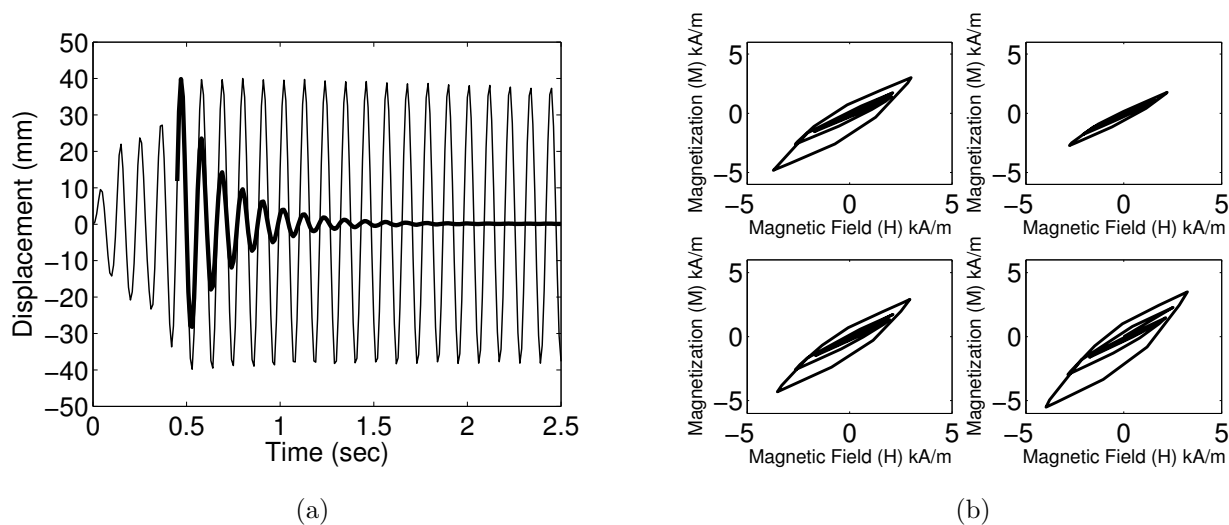 50
40
30
20
10
0
−10
−20
−30
−40
−50
Displacement (mm)
0 0.5 1 1.5 2 2.5
Time (sec)
(a)
Magnetization (M) kA/m
5
0
−5
−5 0 5
Magnetic Field (H) kA/m
Magnetization (M) kA/m
5
0
−5
−5 0 5
Magnetic Field (H) kA/m
Magnetization (M) kA/m
5
0
−5
−5 0 5
Magnetic Field (H) kA/m
Magnetization (M) kA/m
5
0
−5
−5 0 5
Magnetic Field (H) kA/m
(b)